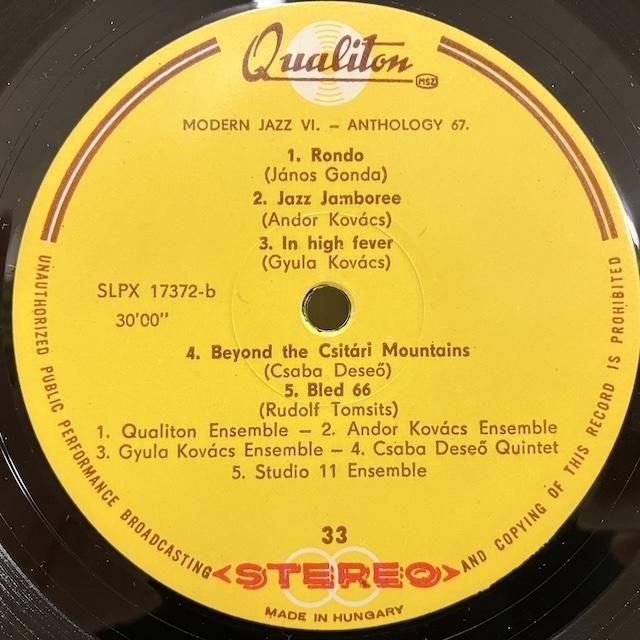 Qualiton
MSZ
MODERN JAZZ VI. – ANTHOLOGY 67.
1. Rondo
(János Gonda)
2. Jazz Jamboree
(Andor Kovács)
3. In high fever
(Gyula Kovács)
SLPX 17372-b
30'00''
4. Beyond the Csitári Mountains
(Csaba Deseő)
5. Bled 66
(Rudolf Tomsits)
1. Qualiton Ensemble – 2. Andor Kovács Ensemble
3. Gyula Kovács Ensemble – 4. Csaba Deseő Quintet
5. Studio 11 Ensemble
33
STEREO
MADE IN HUNGARY
UNAUTHORIZED PUBLIC PERFORMANCE BROADCASTING AND COPYING OF THIS RECORD IS PROHIBITED